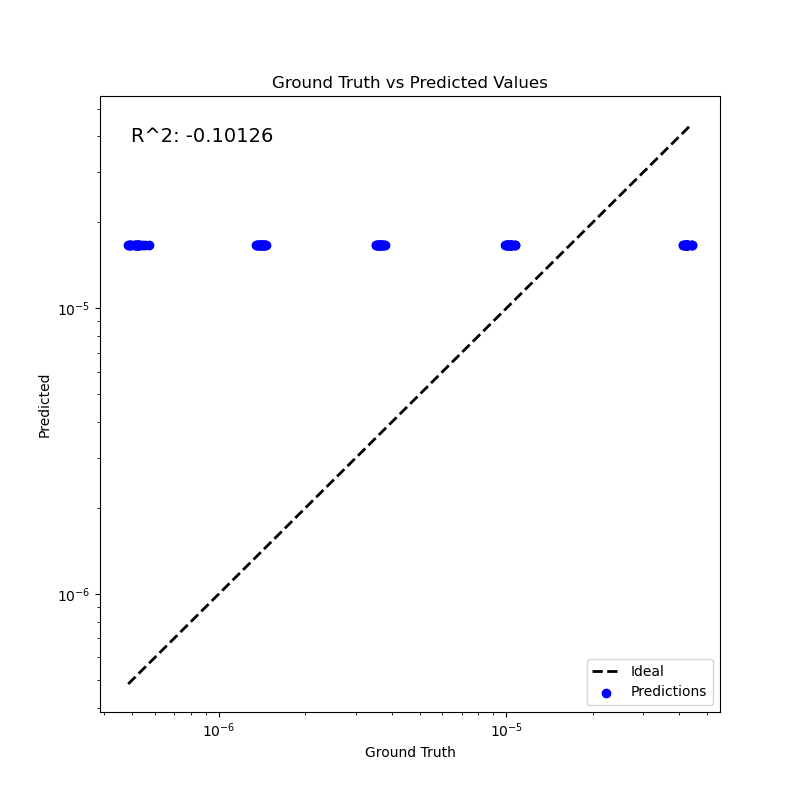 Ground Truth vs Predicted Values
R^2: -0.10126
Predicted
10⁻⁵
10⁻⁶
Ideal
Predictions
10⁻⁶
10⁻⁵
Ground Truth